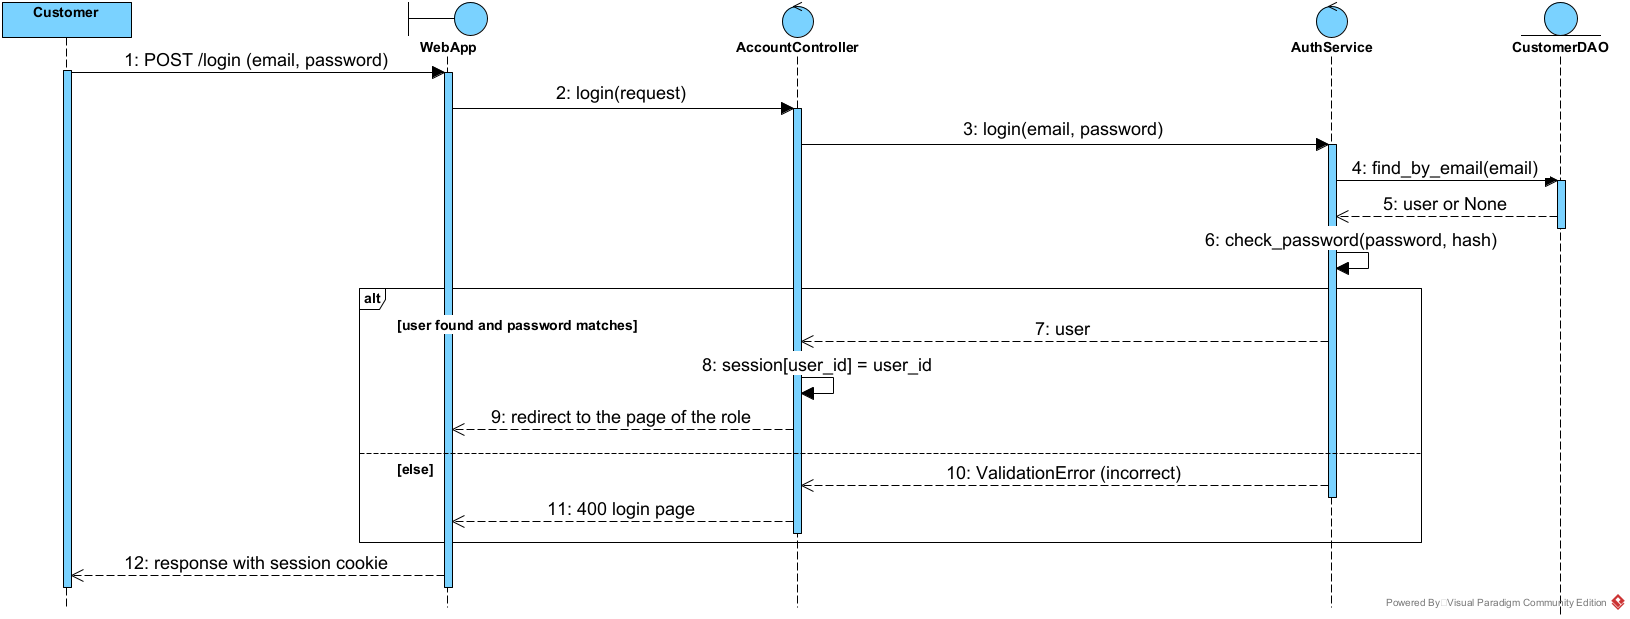 Customer
WebApp
AccountController
AuthService
CustomerDAO
1: POST /login (email, password)
2: login(request)
3: login(email, password)
4: find_by_email(email)
5: user or None
6: check_password(password, hash)
alt
[user found and password matches]
7: user
8: session[user_id] = user_id
9: redirect to the page of the role
[else]
10: ValidationError (incorrect)
11: 400 login page
12: response with session cookie
Powered By Visual Paradigm Community Edition